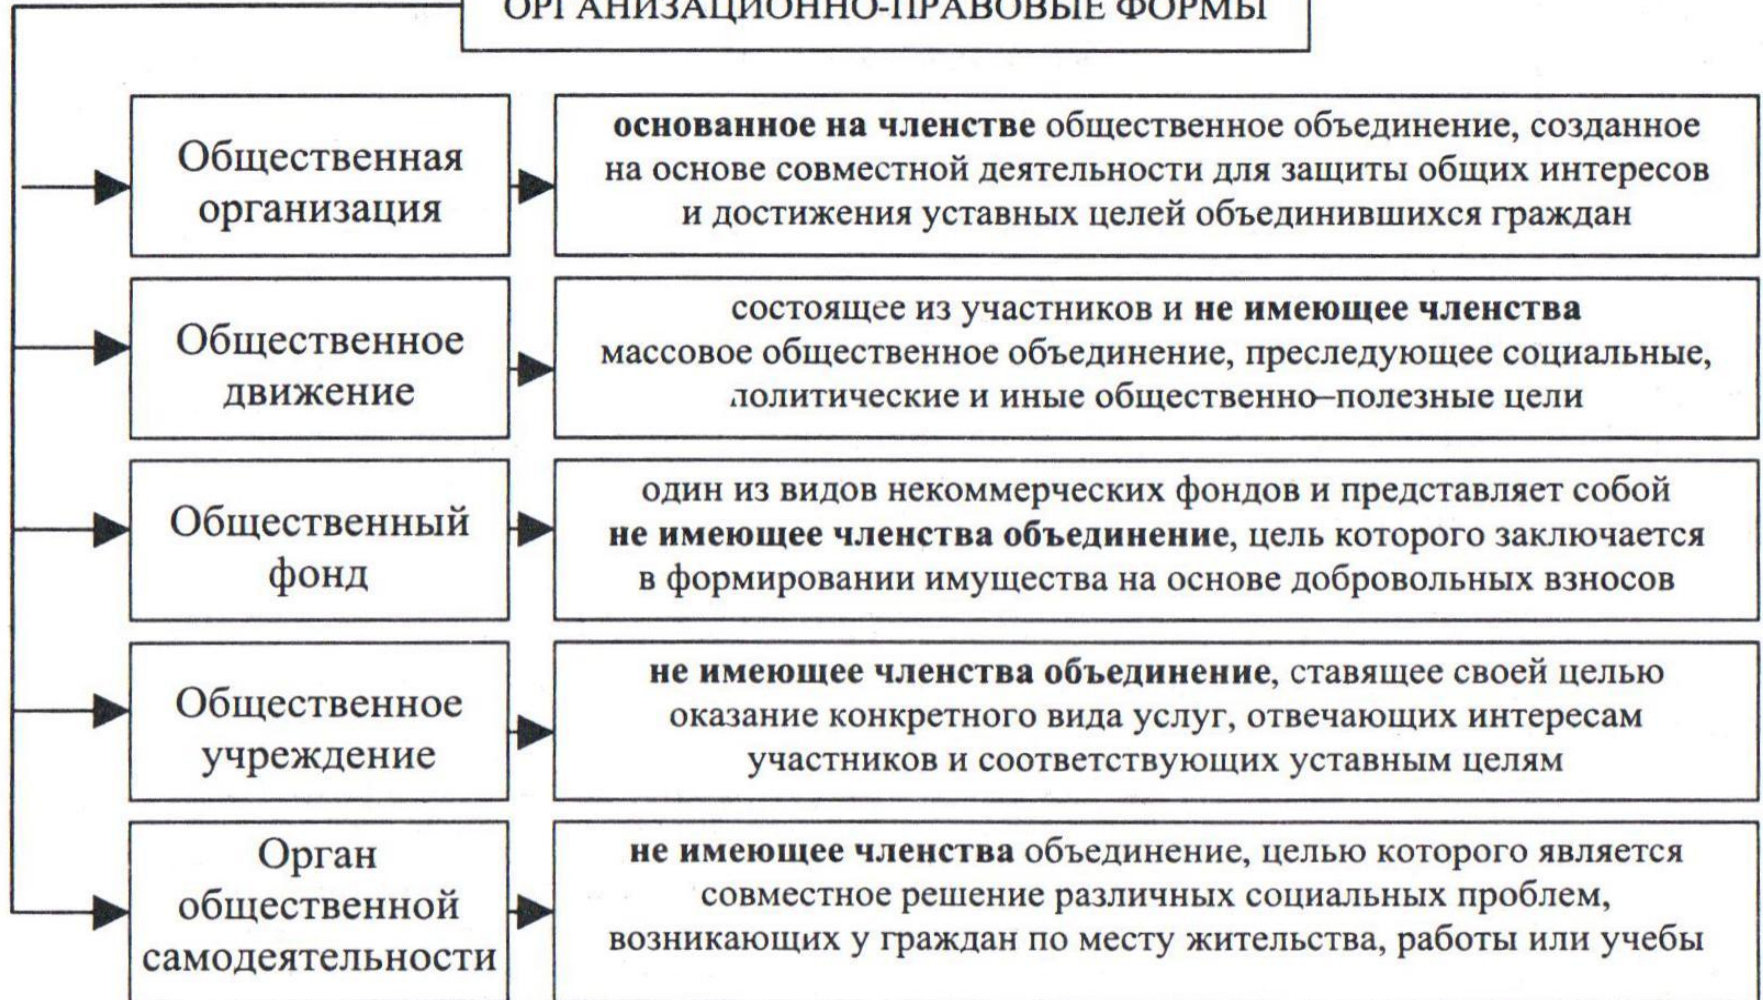 ОРГАНИЗАЦИОННО-ПРАВОВЫЕ ФОРМЫ
Общественная
организация
основанное на членстве общественное объединение, созданное
на основе совместной деятельности для защиты общих интересов
и достижения уставных целей объединившихся граждан
Общественное
движение
состоящее из участников и не имеющее членства
массовое общественное объединение, преследующее социальные,
политические и иные общественно–полезные цели
Общественный
фонд
один из видов некоммерческих фондов и представляет собой
не имеющее членства объединение, цель которого заключается
в формировании имущества на основе добровольных взносов
Общественное
учреждение
не имеющее членства объединение, ставящее своей целью
оказание конкретного вида услуг, отвечающих интересам
участников и соответствующих уставным целям
Орган
общественной
самодеятельности
не имеющее членства объединение, целью которого является
совместное решение различных социальных проблем,
возникающих у граждан по месту жительства, работы или учебы